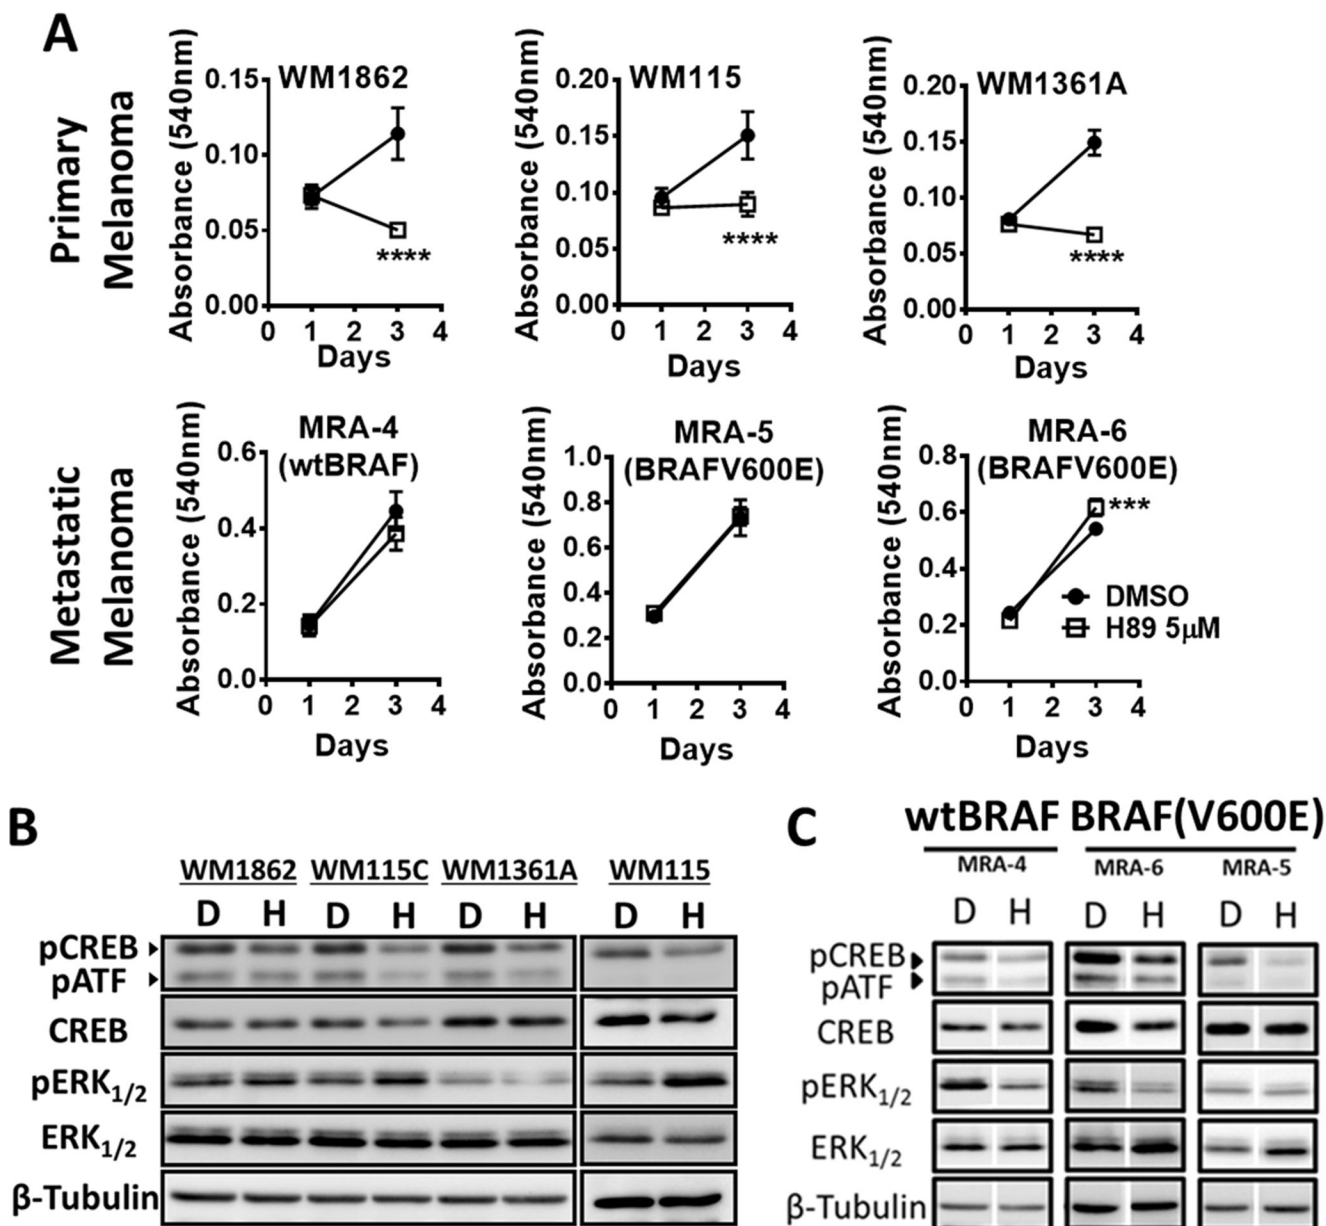 A
Primary
Melanoma
WM1862
Absorbance (540nm)
0.15
0.10
0.05
0.00
0 1 2 3 4
Days
****
WM115
Absorbance (540nm)
0.20
0.15
0.10
0.05
0.00
0 1 2 3 4
Days
****
WM1361A
Absorbance (540nm)
0.20
0.15
0.10
0.05
0.00
0 1 2 3 4
Days
****
Metastatic
Melanoma
MRA-4
(wtBRAF)
Absorbance (540nm)
0.6
0.4
0.2
0.0
0 1 2 3 4
Days
MRA-5
(BRAFV600E)
Absorbance (540nm)
1.0
0.8
0.6
0.4
0.2
0.0
0 1 2 3 4
Days
MRA-6
(BRAFV600E)
Absorbance (540nm)
0.8
0.6
0.4
0.2
0.0
0 1 2 3 4
Days
***
DMSO
H89 5µM
B
WM1862 WM115C WM1361A WM115
D H D H D H D H
pCREB
pATF
CREB
pERK1/2
ERK1/2
β-Tubulin
C
wtBRAF BRAF(V600E)
MRA-4 MRA-6 MRA-5
D H D H D H
pCREB
pATF
CREB
pERK1/2
ERK1/2
β-Tubulin